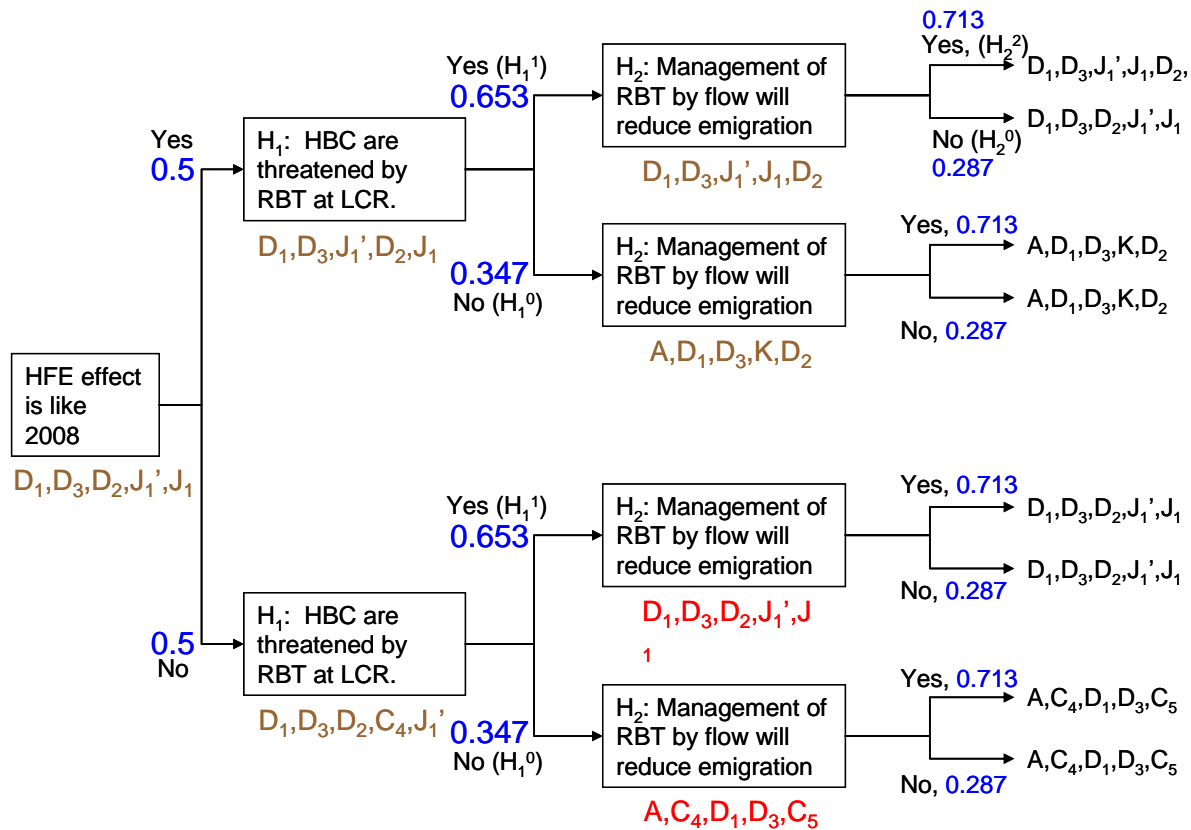 HFE effect
is like
2008
D₁,D₃,D₂,J₁’,J₁
Yes
0.5
H₁: HBC are
threatened by
RBT at LCR.
D₁,D₃,J₁’,D₂,J₁
Yes (H₁¹)
0.653
H₂: Management of
RBT by flow will
reduce emigration
D₁,D₃,J₁’,J₁,D₂
0.713
Yes, (H₂²)
D₁,D₃,J₁’,J₁,D₂,
D₁,D₃,D₂,J₁’,J₁
No (H₂⁰)
0.287
0.347
No (H₁⁰)
H₂: Management of
RBT by flow will
reduce emigration
A,D₁,D₃,K,D₂
Yes, 0.713
A,D₁,D₃,K,D₂
A,D₁,D₃,K,D₂
No, 0.287
0.5
No
H₁: HBC are
threatened by
RBT at LCR.
D₁,D₃,D₂,C₄,J₁’
Yes (H₁¹)
0.653
H₂: Management of
RBT by flow will
reduce emigration
D₁,D₃,D₂,J₁’,J
₁
Yes, 0.713
D₁,D₃,D₂,J₁’,J₁
D₁,D₃,D₂,J₁’,J₁
No, 0.287
0.347
No (H₁⁰)
H₂: Management of
RBT by flow will
reduce emigration
A,C₄,D₁,D₃,C₅
Yes, 0.713
A,C₄,D₁,D₃,C₅
A,C₄,D₁,D₃,C₅
No, 0.287